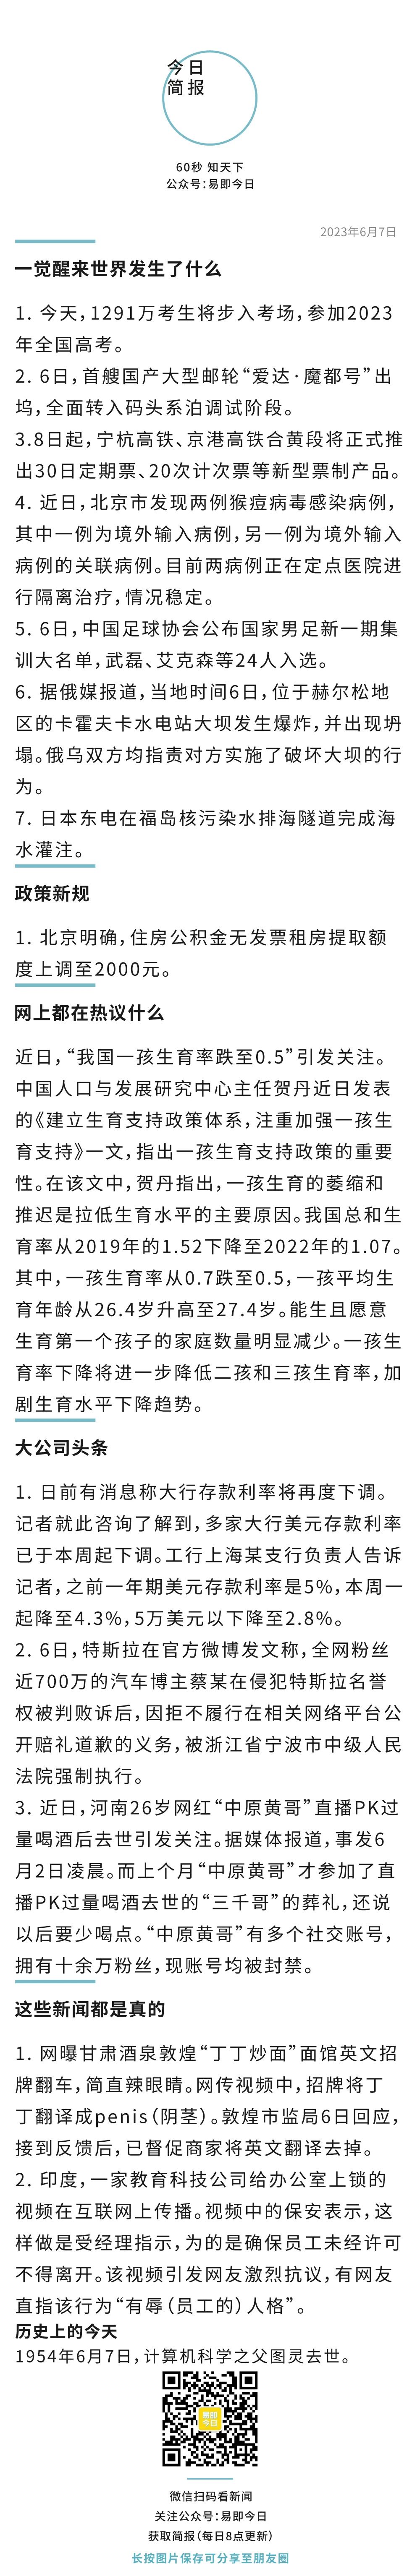 今日
简报
60秒 知天下
公众号：易即今日
2023年6月7日
一觉醒来世界发生了什么
1. 今天，1291万考生将步入考场，参加2023
年全国高考。
2. 6日，首艘国产大型邮轮“爱达·魔都号”出
坞，全面转入码头系泊调试阶段。
3.8日起，宁杭高铁、京港高铁合黄段将正式推
出30日定期票、20次计次票等新型票制产品。
4. 近日，北京市发现两例猴痘病毒感染病例，
其中一例为境外输入病例，另一例为境外输入
病例的关联病例。目前两病例正在定点医院进
行隔离治疗，情况稳定。
5. 6日，中国足球协会公布国家男足新一期集
训大名单，武磊、艾克森等24人入选。
6. 据俄媒报道，当地时间6日，位于赫尔松地
区的卡霍夫卡水电站大坝发生爆炸，并出现坍
塌。俄乌双方均指责对方实施了破坏大坝的行
为。
7. 日本东电在福岛核污染水排海隧道完成海
水灌注。
政策新规
1. 北京明确，住房公积金无发票租房提取额
度上调至2000元。
网上都在热议什么
近日，“我国一孩生育率跌至0.5”引发关注。
中国人口与发展研究中心主任贺丹近日发表
的《建立生育支持政策体系，注重加强一孩生
育支持》一文，指出一孩生育支持政策的重要
性。在该文中，贺丹指出，一孩生育的萎缩和
推迟是拉低生育水平的主要原因。我国总和生
育率从2019年的1.52下降至2022年的1.07。
其中，一孩生育率从0.7跌至0.5，一孩平均生
育年龄从26.4岁升高至27.4岁。能生且愿意
生育第一个孩子的家庭数量明显减少。一孩生
育率下降将进一步降低二孩和三孩生育率，加
剧生育水平下降趋势。
大公司头条
1. 日前有消息称大行存款利率将再度下调。
记者就此咨询了解到，多家大行美元存款利率
已于本周起下调。工行上海某支行负责人告诉
记者，之前一年期美元存款利率是5%，本周一
起降至4.3%，5万美元以下降至2.8%。
2. 6日，特斯拉在官方微博发文称，全网粉丝
近700万的汽车博主蔡某在侵犯特斯拉名誉
权被判败诉后，因拒不履行在相关网络平台公
开赔礼道歉的义务，被浙江省宁波市中级人民
法院强制执行。
3. 近日，河南26岁网红“中原黄哥”直播PK过
量喝酒后去世引发关注。据媒体报道，事发6
月2日凌晨。而上个月“中原黄哥”才参加了直
播PK过量喝酒去世的“三千哥”的葬礼，还说
以后要少喝点。“中原黄哥”有多个社交账号，
拥有十余万粉丝，现账号均被封禁。
这些新闻都是真的
1. 网曝甘肃酒泉敦煌“丁丁炒面”面馆英文招
牌翻车，简直辣眼睛。网传视频中，招牌将丁
丁翻译成penis（阴茎）。敦煌市监局6日回应，
接到反馈后，已督促商家将英文翻译去掉。
2. 印度，一家教育科技公司给办公室上锁的
视频在互联网上传播。视频中的保安表示，这
样做是受经理指示，为的是确保员工未经许可
不得离开。该视频引发网友激烈抗议，有网友
直指该行为“有辱（员工的）人格”。
历史上的今天
1954年6月7日，计算机科学之父图灵去世。
易即
今日
微信扫码看新闻
关注公众号：易即今日
获取简报（每日8点更新）
长按图片保存可分享至朋友圈